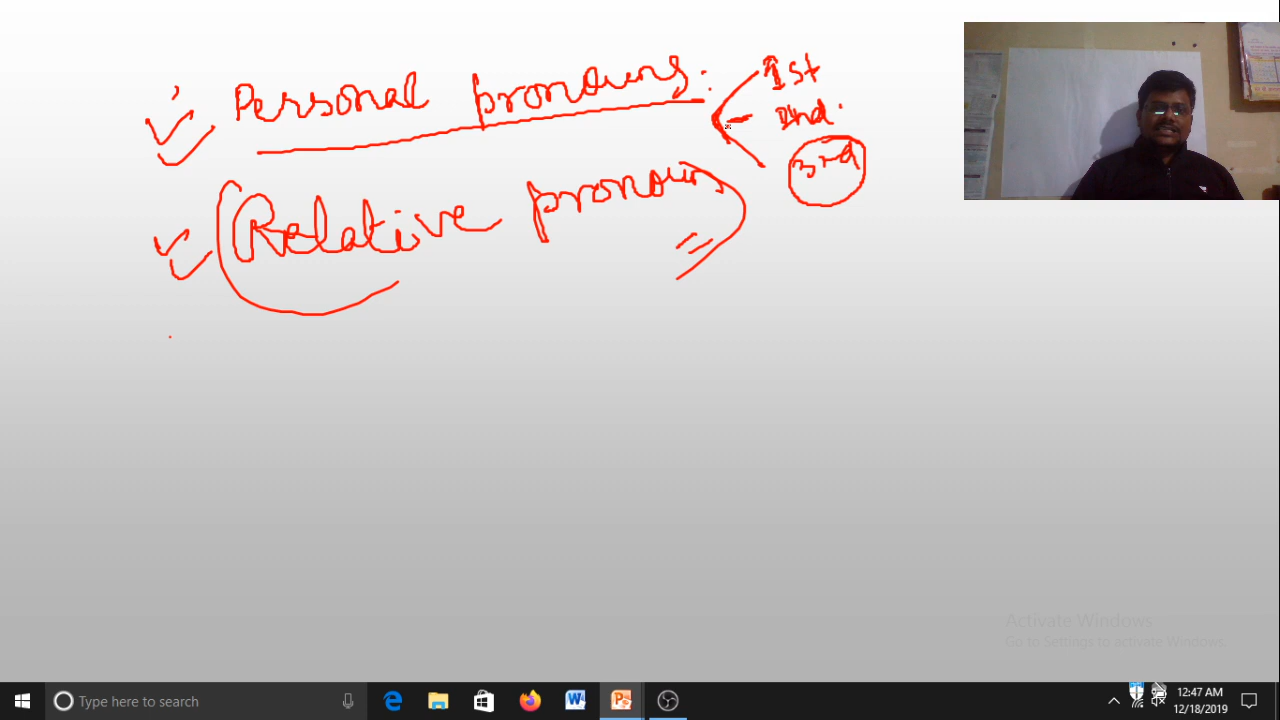 Personal pronouns.
1st
2nd
3rd
Relative pronoun
Activate Windows
Go to Settings to activate Windows.
Type here to search
12:47 AM
12/18/2019